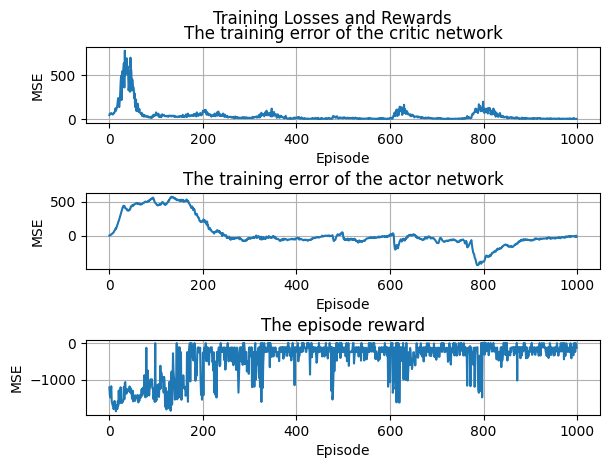 Training Losses and Rewards
The training error of the critic network
MSE
500
0
0
200
400
600
800
1000
Episode
The training error of the actor network
MSE
500
0
0
200
400
600
800
1000
Episode
The episode reward
MSE
0
−1000
0
200
400
600
800
1000
Episode